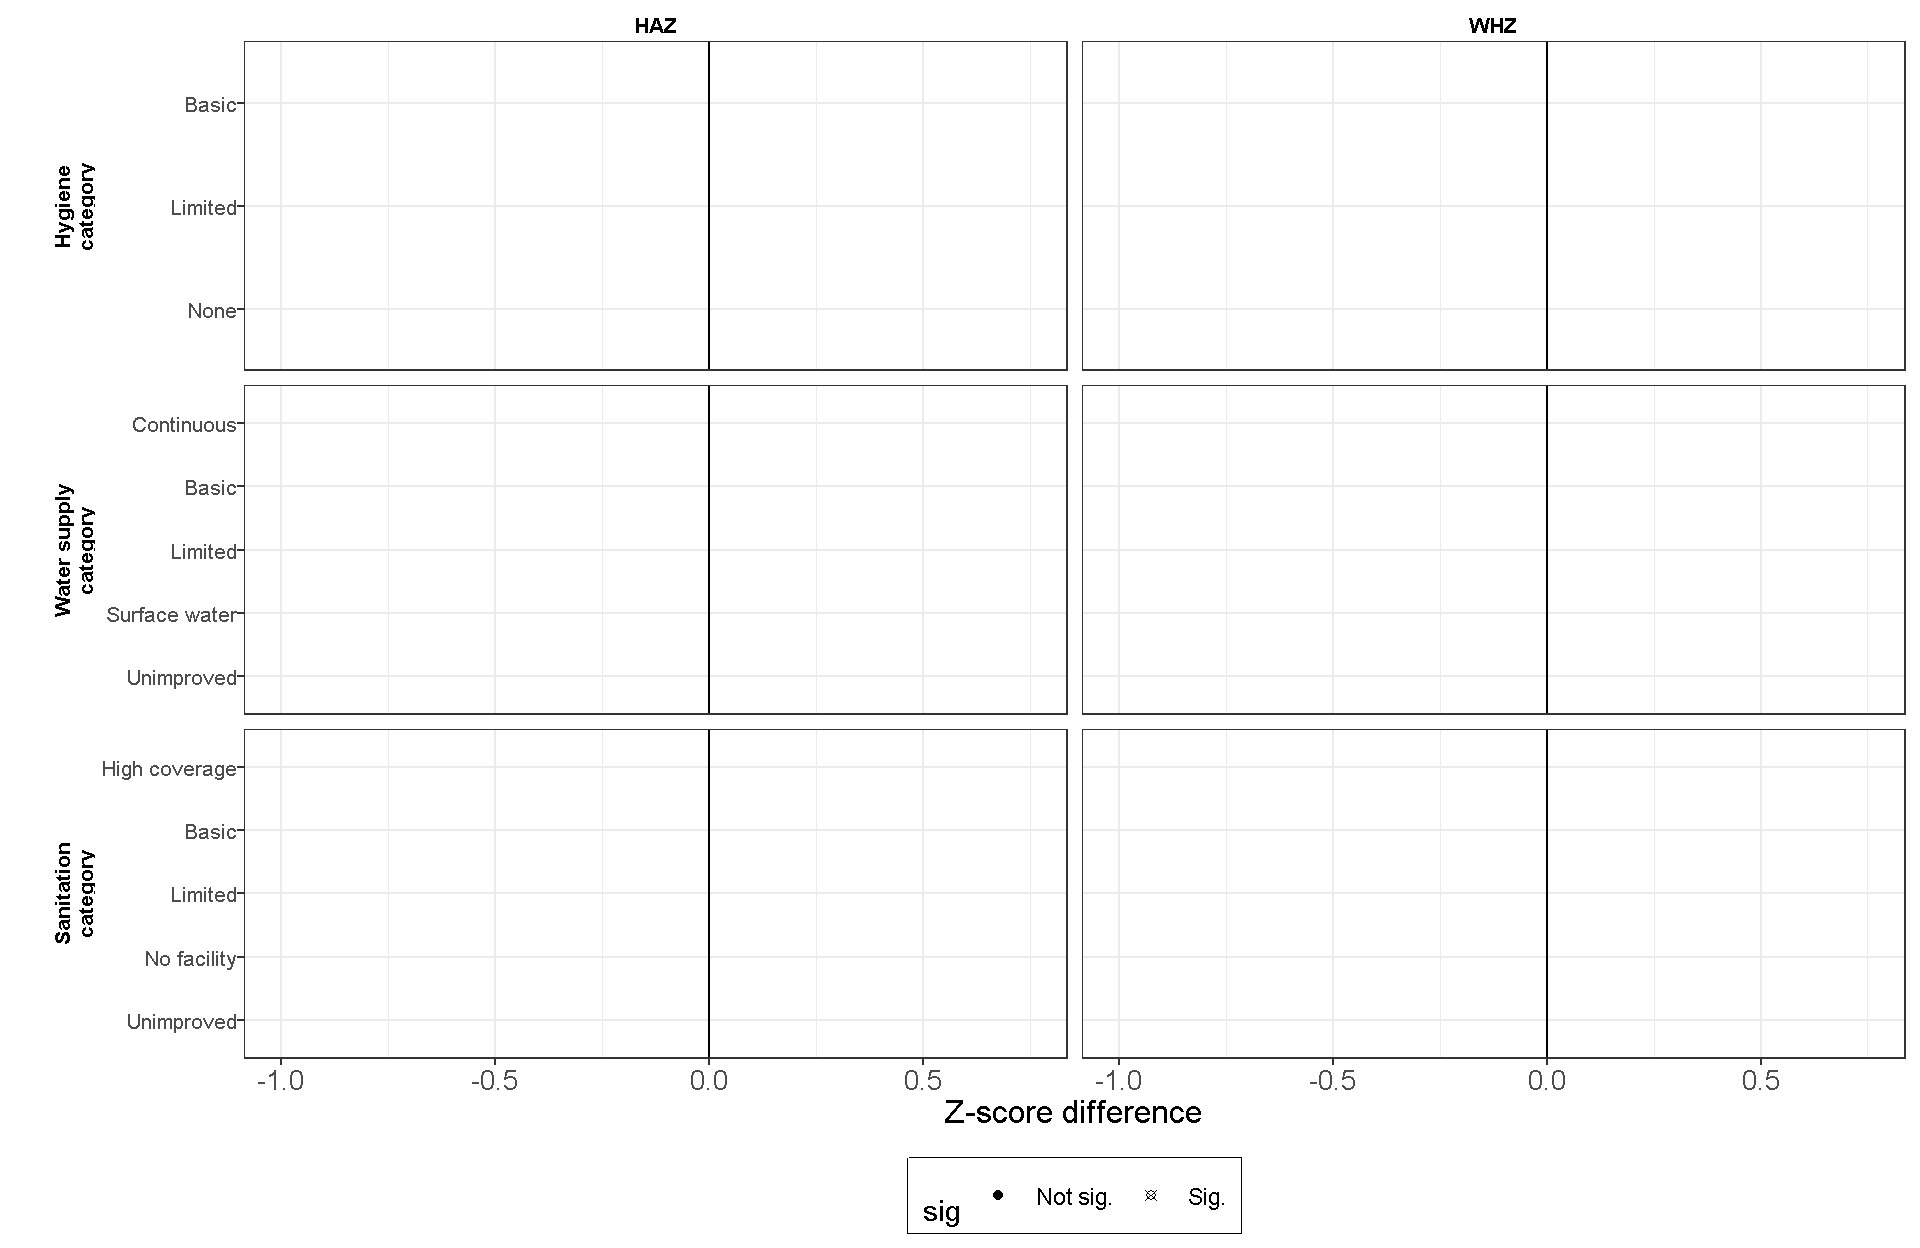 HAZ
WHZ
Hygiene
category
Basic
Limited
None
Water supply
category
Continuous
Basic
Limited
Surface water
Unimproved
Sanitation
category
High coverage
Basic
Limited
No facility
Unimproved
-1.0 -0.5 0.0 0.5 -1.0 -0.5 0.0 0.5
Z-score difference
sig Not sig. Sig.